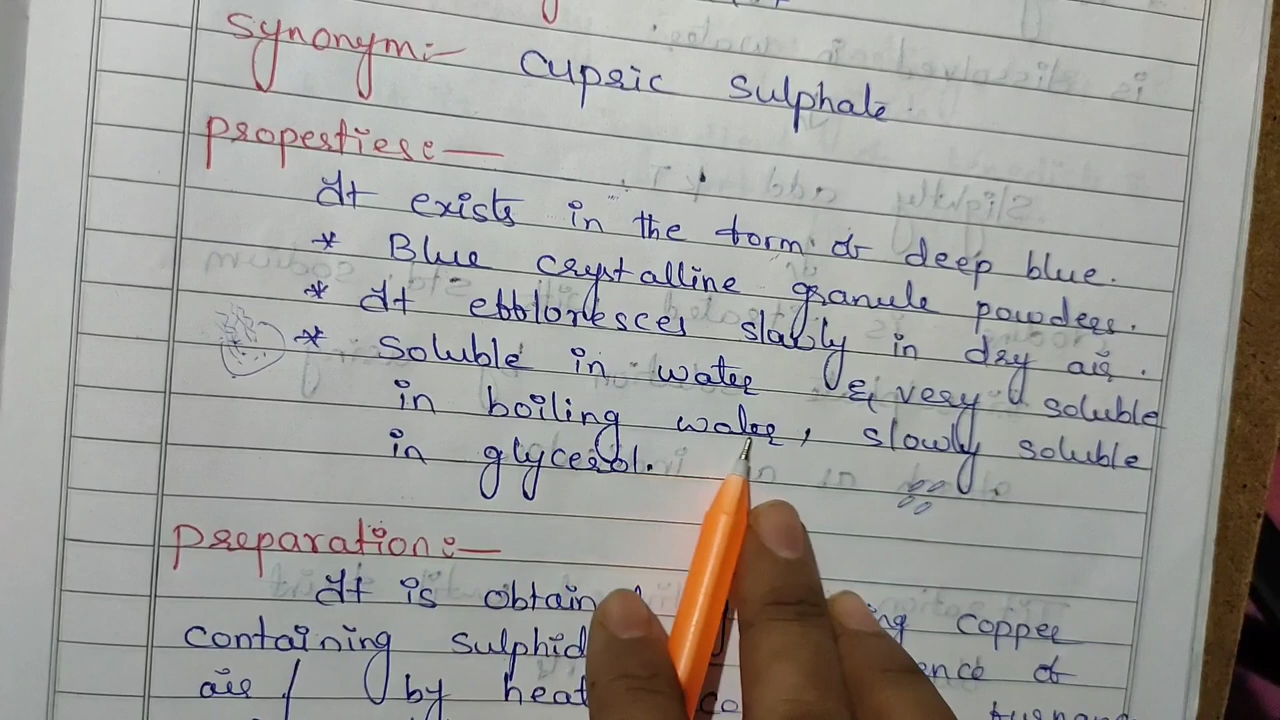 Synonym:-  Cupric Sulphate.
Properties:-
It exists in the form of deep blue.
* Blue crystalline granule powders.
* It effloresces slowly in dry air.
* Soluble in water & very soluble
in boiling water, slowly soluble
in glycerol.
Preparation:-
It is obtain copper
containing sulphid of
air / by heat